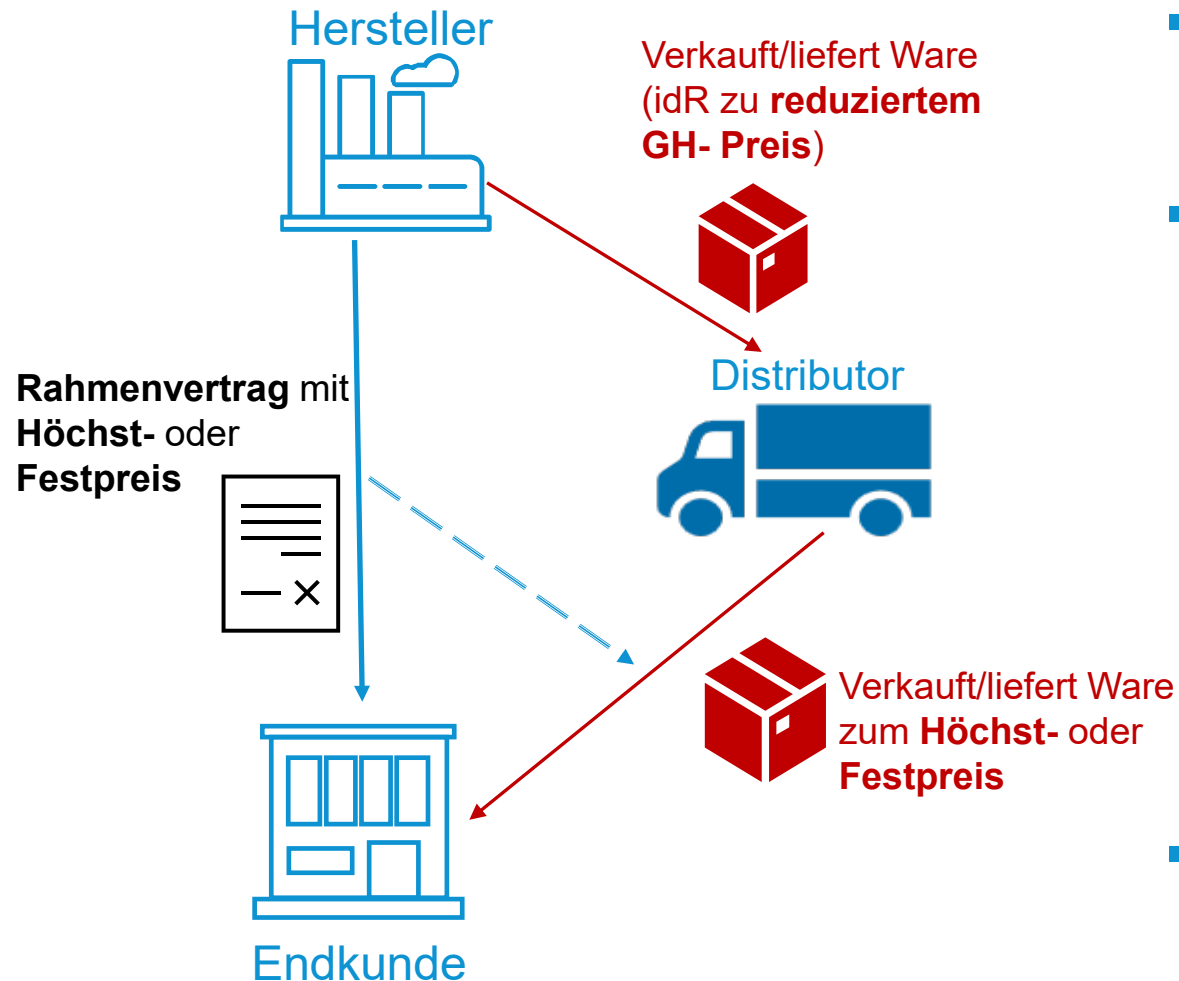 Hersteller
Verkauft/liefert Ware
(idR zu reduziertem
GH- Preis)
Rahmenvertrag mit
Höchst- oder
Festpreis
Distributor
Verkauft/liefert Ware
zum Höchst- oder
Festpreis
Endkunde